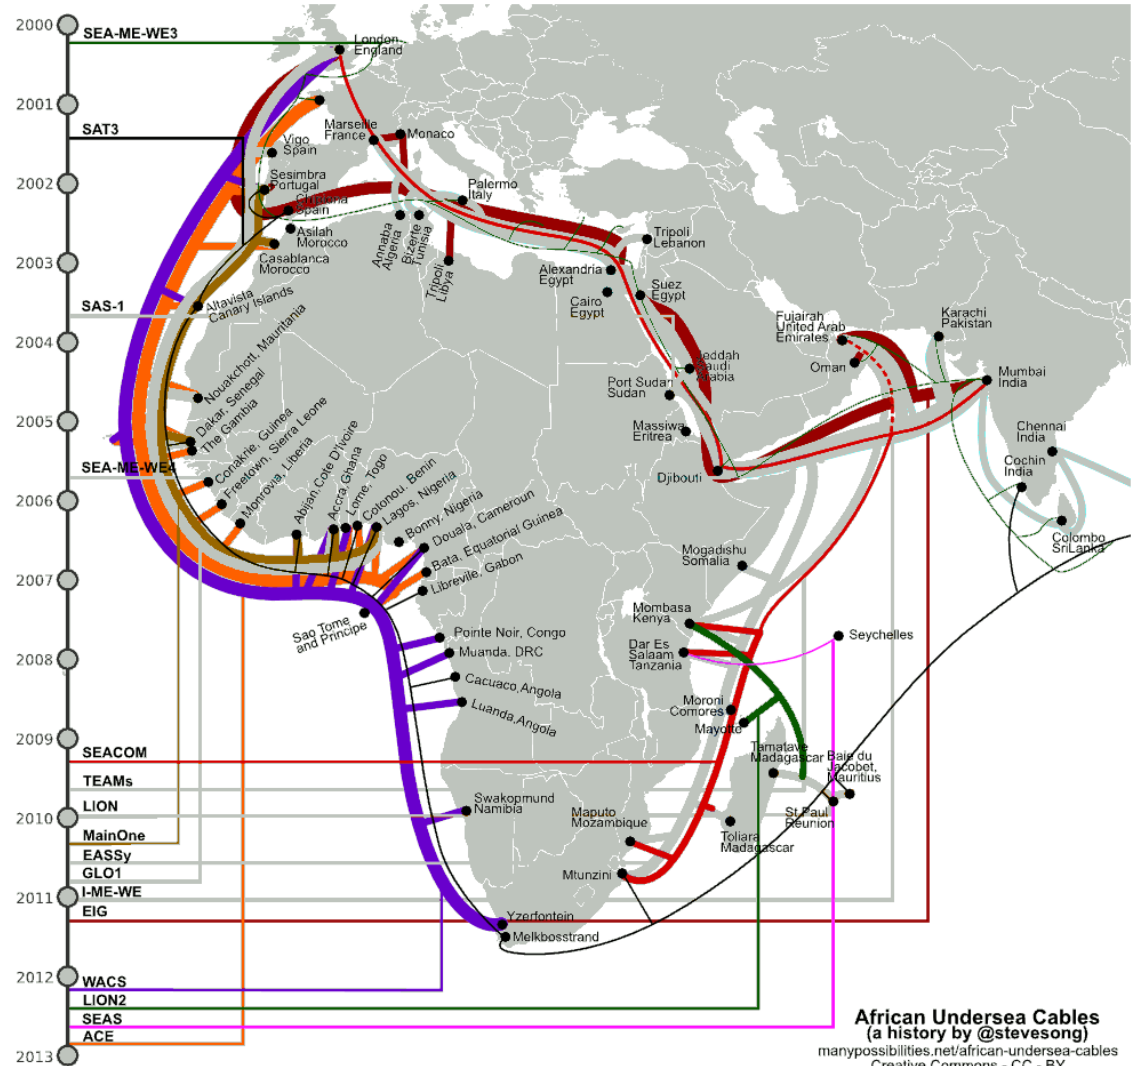 2000
2001
2002
2003
2004
2005
2006
2007
2008
2009
2010
2011
2012
2013
SEA-ME-WE3
SAT3
SAS-1
SEA-ME-WE4
SEACOM
TEAMs
LION
MainOne
EASSy
GLO1
I-ME-WE
EIG
WACS
LION2
SEAS
ACE
London
England
Marseille
France
Monaco
Vigo
Spain
Sesimbra
Portugal
Spain
Asilah
Morocco
Casablanca
Morocco
Altavista
Canary Islands
Palermo
Italy
Annaba
Algeria
Bizerte
Tunisia
Tripoli
Libya
Tripoli
Lebanon
Alexandria
Egypt
Cairo
Egypt
Suez
Egypt
Jeddah
Saudi
Arabia
Port Sudan
Sudan
Massiwa
Eritrea
Djibouti
Fujairah
United Arab
Emirates
Oman
Karachi
Pakistan
Mumbai
India
Chennai
India
Cochin
India
Colombo
SriLanka
Nouakchott, Mauritania
Dakar, Senegal
The Gambia
Conakrie, Guinea
Freetown, Sierra Leone
Monrovia, Liberia
Abijan,Cote D'Ivoire
Accra,Ghana
Lome, Togo
Cotonou, Benin
Lagos, Nigeria
Bonny, Nigeria
Douala, Cameroun
Bata, Equatorial Guinea
Librevile, Gabon
Sao Tome
and Principe
Pointe Noir, Congo
Muanda. DRC
Cacuaco,Angola
Luanda,Angola
Swakopmund
Namibia
Mogadishu
Somalia
Mombasa
Kenya
Dar Es
Salaam
Tanzania
Seychelles
Moroni
Comores
Mayotte
Tamatave
Madagascar
Baie du
Jacobet,
Mauritius
St Paul
Reunion
Toliara
Madagascar
Maputo
Mozambique
Mtunzini
Yzerfontein
Melkbosstrand
African Undersea Cables
(a history by @stevesong)
manypossibilities.net/african-undersea-cables
Creative Commons - CC - BY